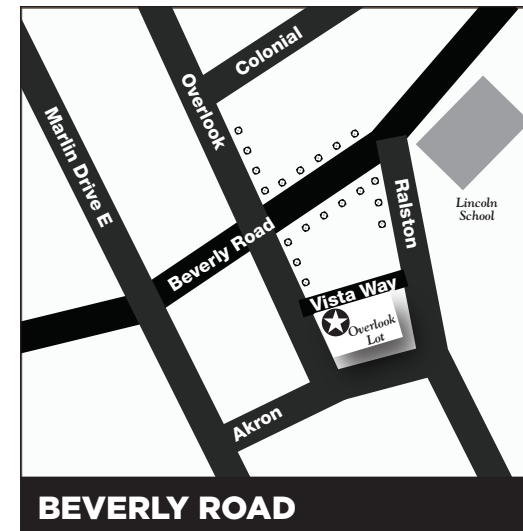 Colonial
Overlook
Marlin Drive E
Ralston
Lincoln
School
Beverly Road
Vista Way
Overlook
Lot
Akron
BEVERLY ROAD